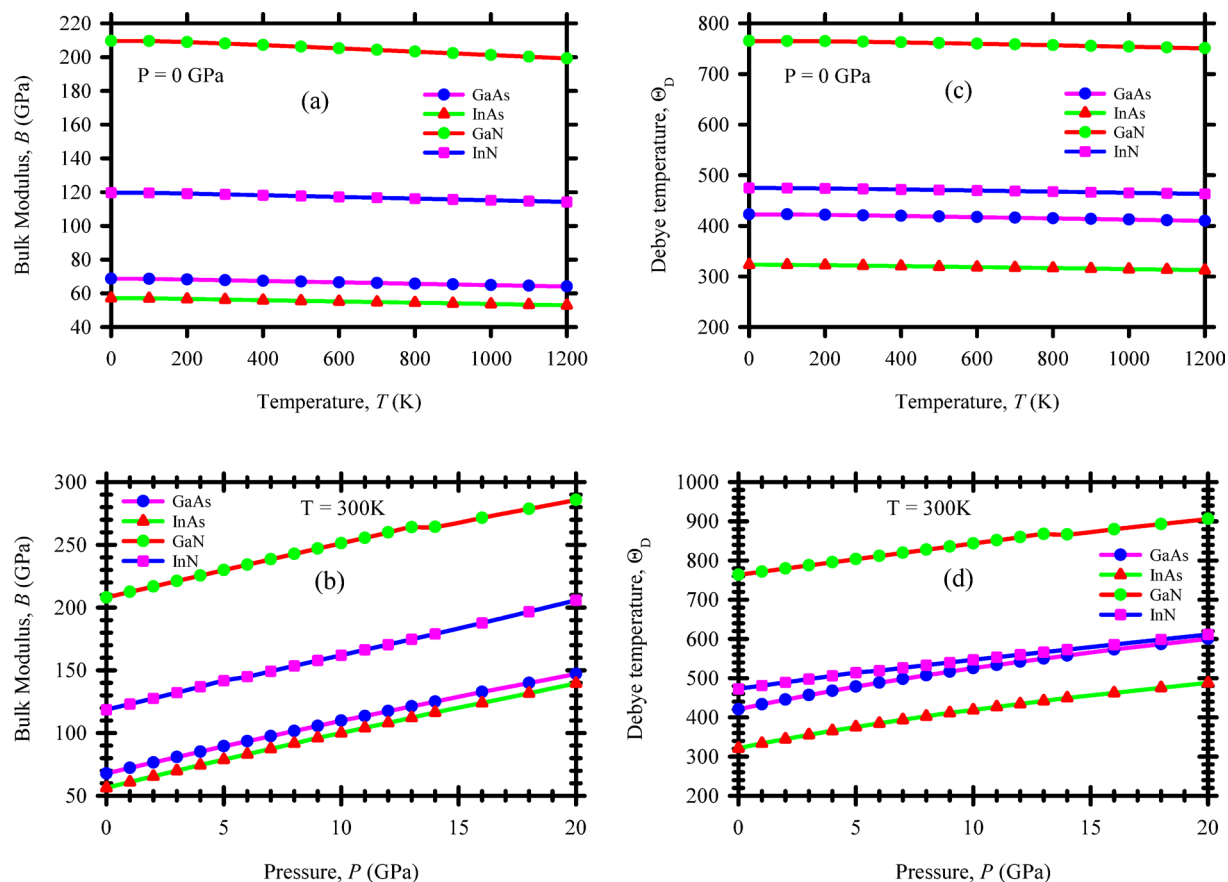 220
200
180
160
140
120
100
80
60
40
Bulk Modulus, B (GPa)
P = 0 GPa
(a)
GaAs
InAs
GaN
InN
0 200 400 600 800 1000 1200
Temperature, T (K)
800
700
600
500
400
300
200
Debye temperature, Θ_D
P = 0 GPa
(c)
GaAs
InAs
GaN
InN
0 200 400 600 800 1000 1200
Temperature, T (K)
300
250
200
150
100
50
Bulk Modulus, B (GPa)
GaAs
InAs
GaN
InN
T = 300K
(b)
0 5 10 15 20
Pressure, P (GPa)
1000
900
800
700
600
500
400
300
200
Debye temperature, Θ_D
T = 300K
(d)
GaAs
InAs
GaN
InN
0 5 10 15 20
Pressure, P (GPa)